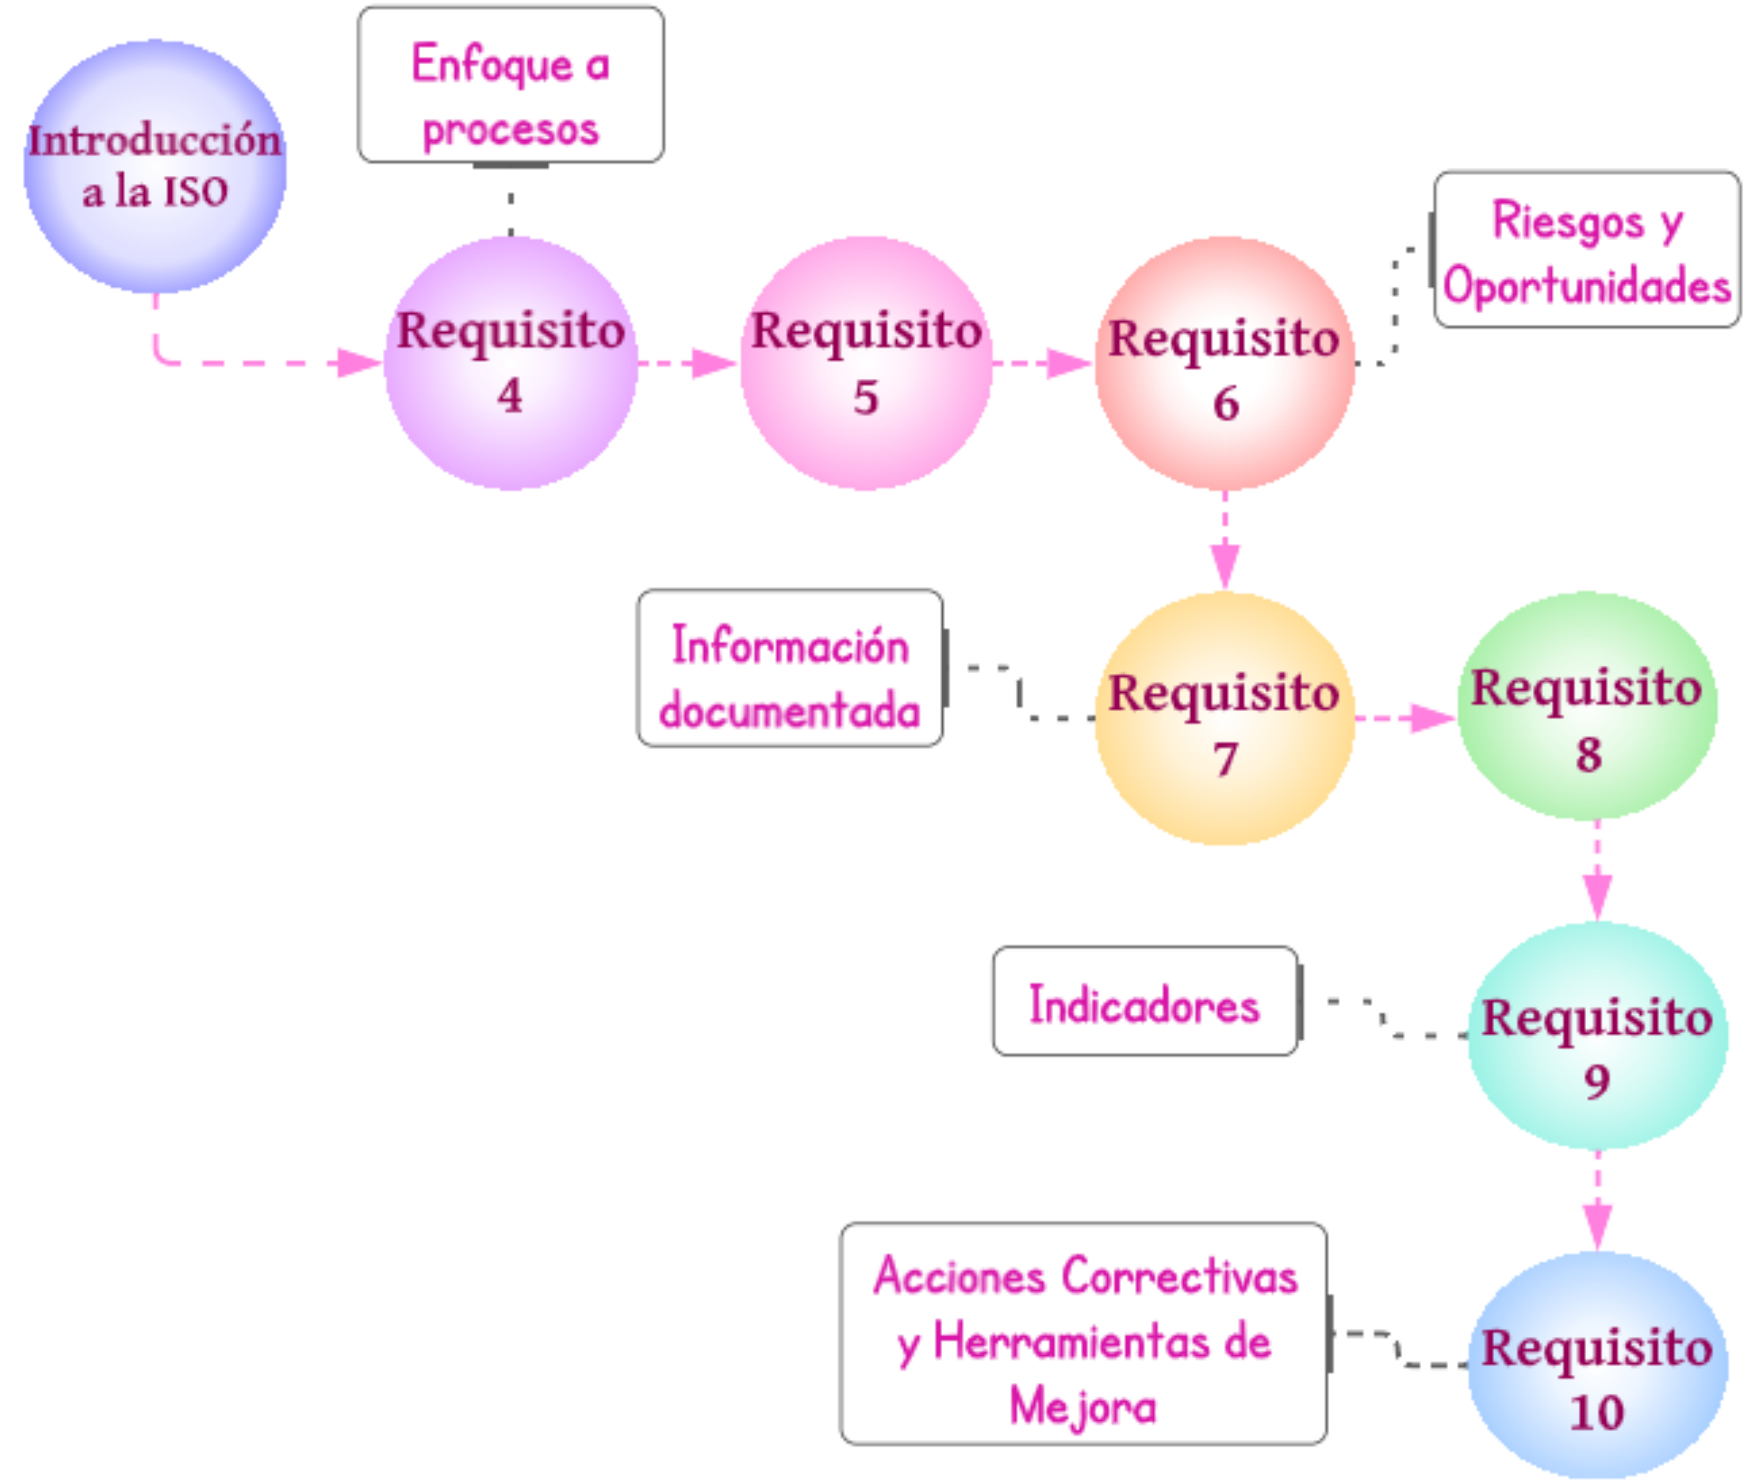 Introducción
a la ISO
Enfoque a
procesos
Requisito
4
Requisito
5
Requisito
6
Riesgos y
Oportunidades
Información
documentada
Requisito
7
Requisito
8
Indicadores
Requisito
9
Acciones Correctivas
y Herramientas de
Mejora
Requisito
10